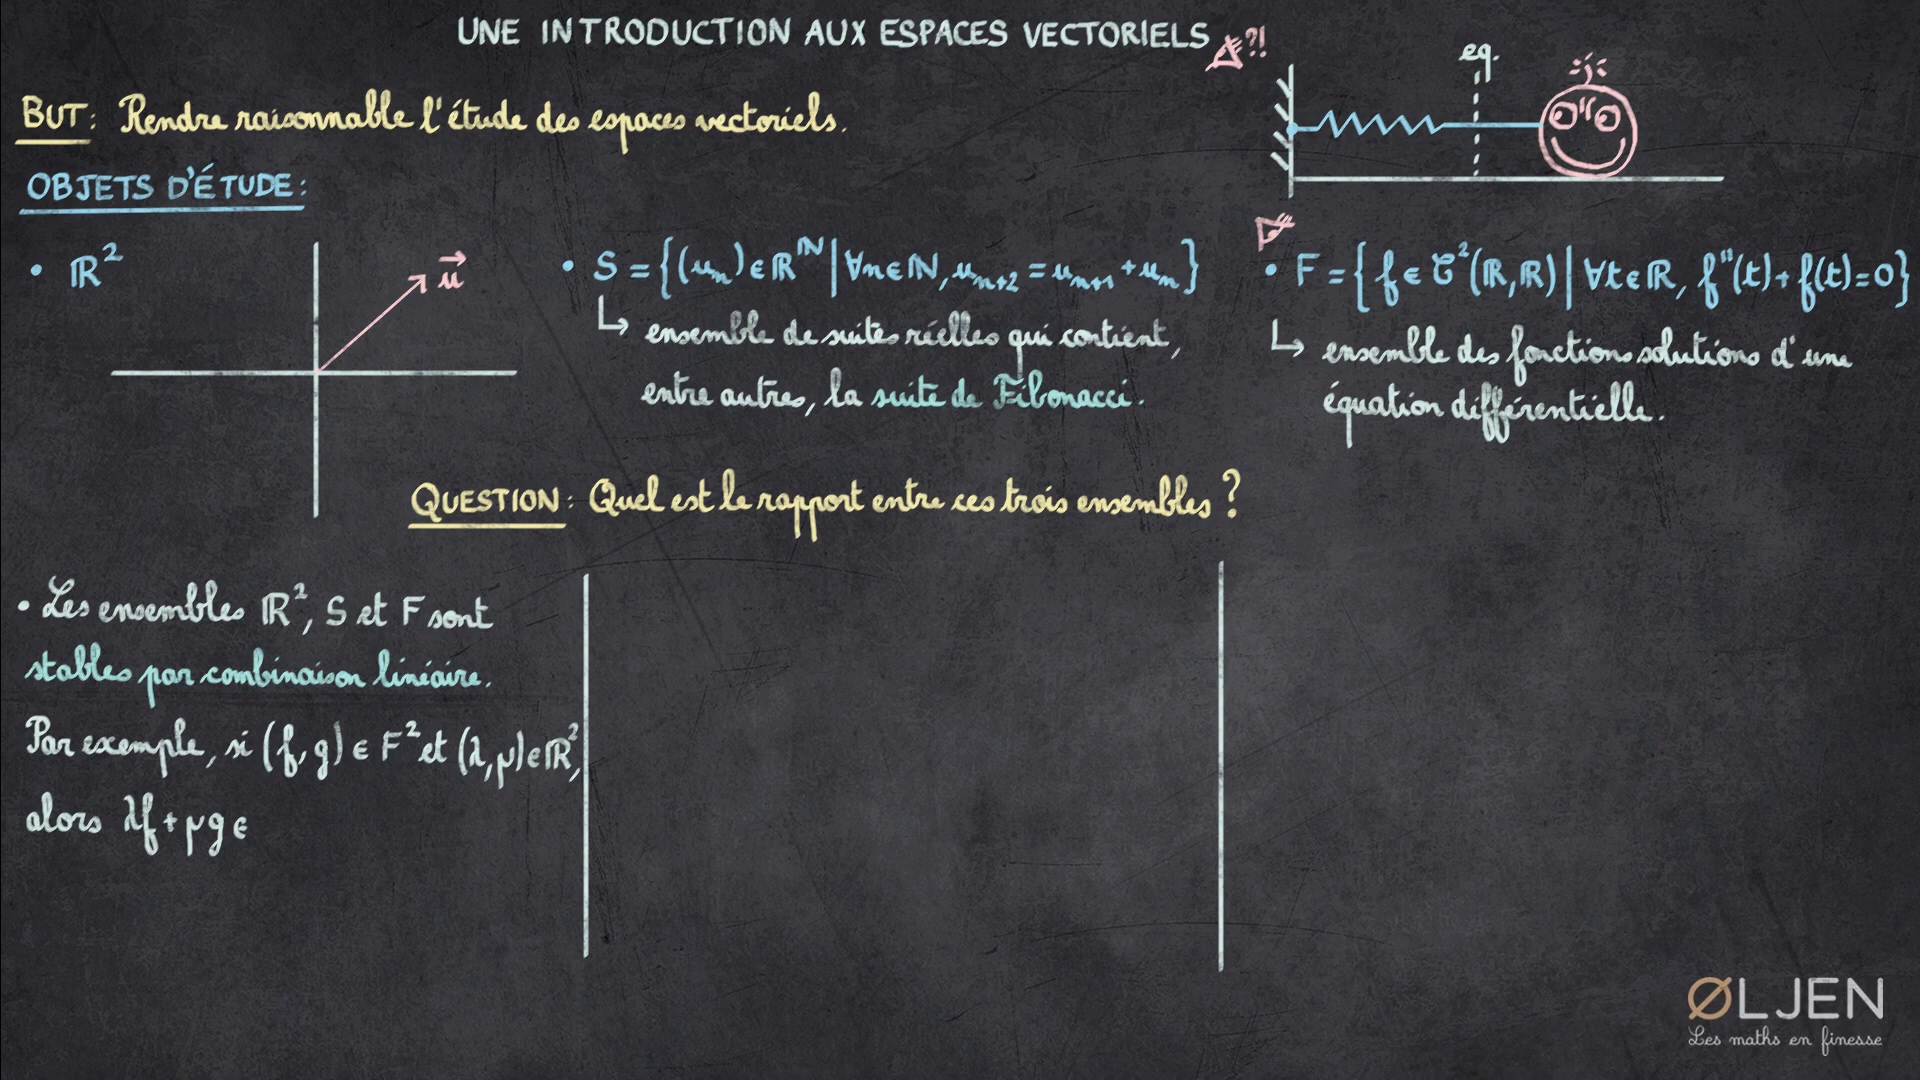 UNE INTRODUCTION AUX ESPACES VECTORIELS
?!
eq.
BUT: Rendre raisonnable l'étude des espaces vectoriels.
OBJETS D'ÉTUDE:
• ℝ²
u⃗
• S = {(uₙ) ∈ ℝ^ℕ | ∀n ∈ ℕ, uₙ₊₂ = uₙ₊₁ + uₙ}
↳ ensemble de suites réelles qui contient,
entre autres, la suite de Fibonacci.
• F = { f ∈ 𝒞²(ℝ, ℝ) | ∀t ∈ ℝ, f''(t) + f(t) = 0}
↳ ensemble des fonctions solutions d'une
équation différentielle.
QUESTION: Quel est le rapport entre ces trois ensembles ?
• Les ensembles ℝ², S et F sont
stables par combinaison linéaire.
Par exemple, si (f, g) ∈ F² et (λ, μ) ∈ ℝ²,
alors λf + μg ∈
ØLJEN
Les maths en finesse